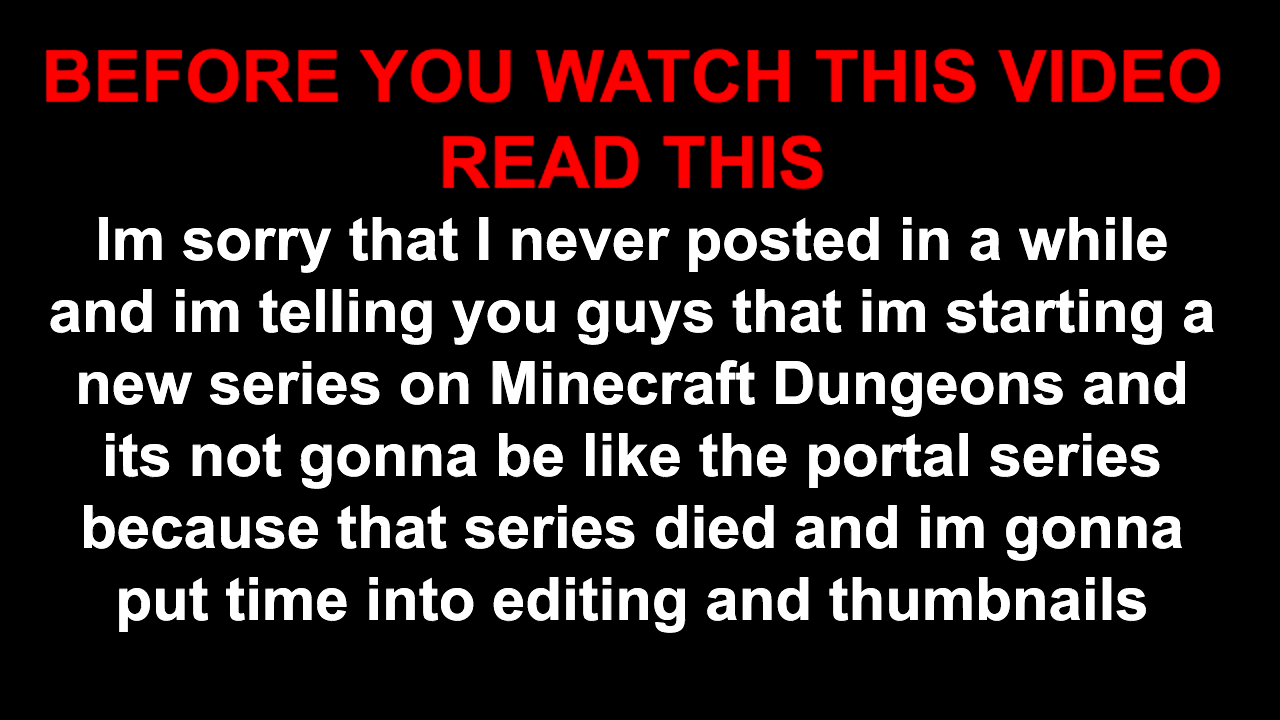 BEFORE YOU WATCH THIS VIDEO
READ THIS
Im sorry that I never posted in a while
and im telling you guys that im starting a
new series on Minecraft Dungeons and
its not gonna be like the portal series
because that series died and im gonna
put time into editing and thumbnails